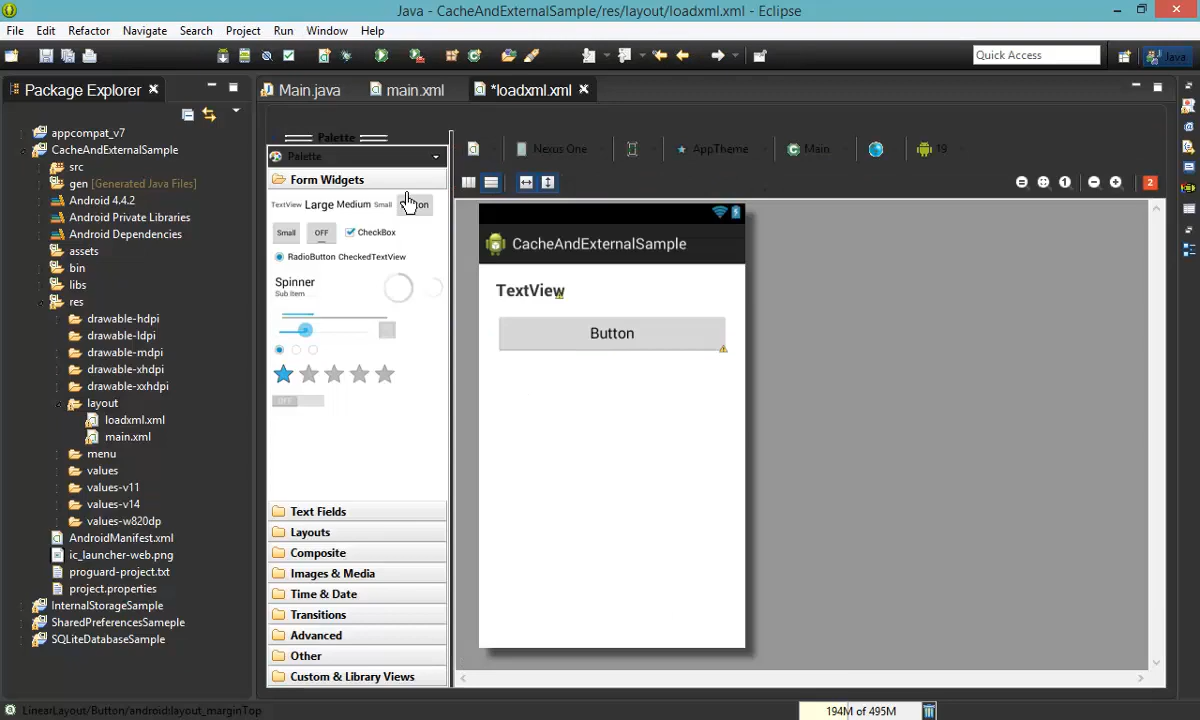 Java - CacheAndExternalSample/res/layout/loadxml.xml - Eclipse
File Edit Refactor Navigate Search Project Run Window Help
Quick Access
Java
Package Explorer
Main.java
main.xml
*loadxml.xml
appcompat_v7
CacheAndExternalSample
src
gen [Generated Java Files]
Android 4.4.2
Android Private Libraries
Android Dependencies
assets
bin
libs
res
drawable-hdpi
drawable-ldpi
drawable-mdpi
drawable-xhdpi
drawable-xxhdpi
layout
loadxml.xml
main.xml
menu
values
values-v11
values-v14
values-w820dp
AndroidManifest.xml
ic_launcher-web.png
proguard-project.txt
project.properties
InternalStorageSample
SharedPreferencesSameple
SQLiteDatabaseSample
Palette
Palette
Form Widgets
TextView Large Medium Small
Small OFF CheckBox
RadioButton CheckedTextView
Spinner
Sub Item
OFF
Text Fields
Layouts
Composite
Images & Media
Time & Date
Transitions
Advanced
Other
Custom & Library Views
Nexus One
AppTheme
Main
19
2
CacheAndExternalSample
TextView
Button
LinearLayout/Button/android:layout_marginTop
194M of 495M